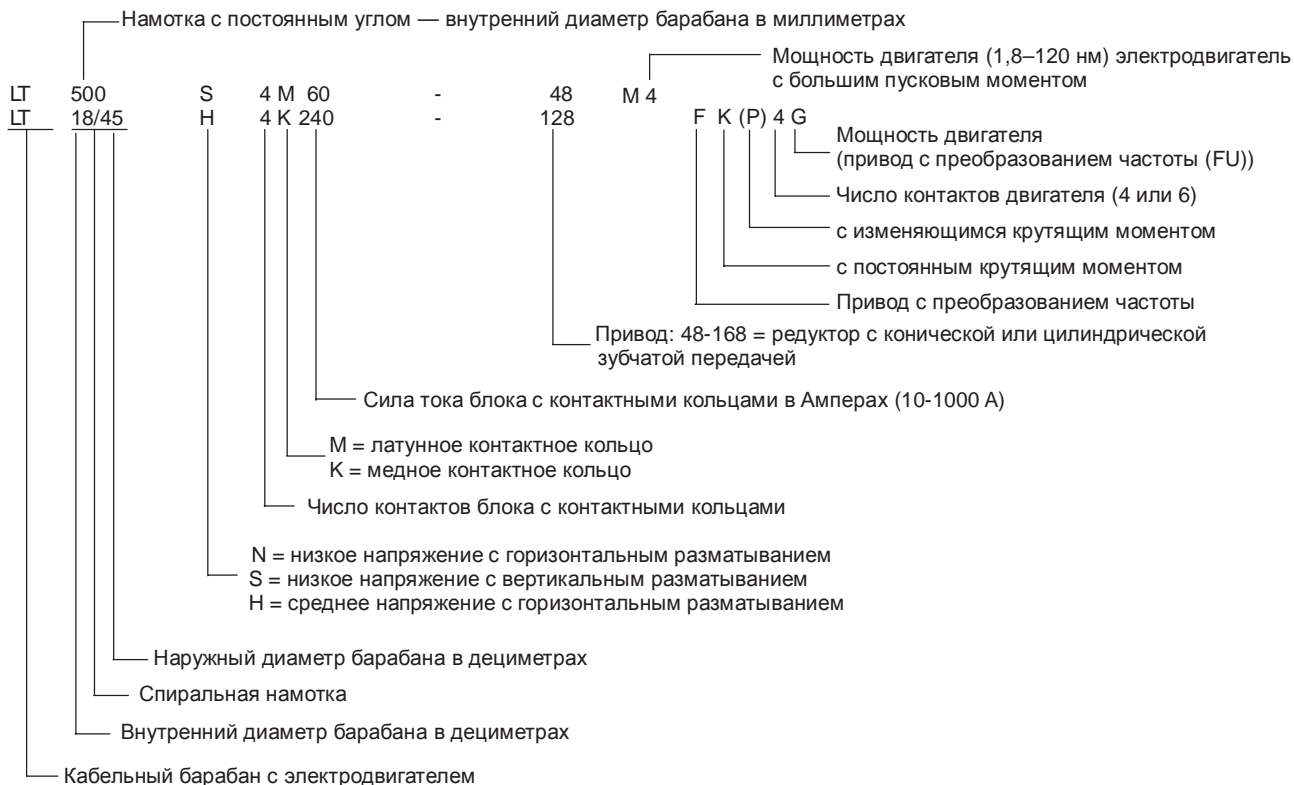 Намотка с постоянным углом — внутренний диаметр барабана в миллиметрах
Мощность двигателя (1,8–120 нм) электродвигатель
с большим пусковым моментом
LT 500 S 4 M 60 - 48 M 4
LT 18/45 H 4 K 240 - 128 F K (P) 4 G
Мощность двигателя
(привод с преобразованием частоты (FU))
Число контактов двигателя (4 или 6)
с изменяющимся крутящим моментом
с постоянным крутящим моментом
Привод с преобразованием частоты
Привод: 48-168 = редуктор с конической или цилиндрической
зубчатой передачей
Сила тока блока с контактными кольцами в Амперах (10-1000 А)
M = латунное контактное кольцо
K = медное контактное кольцо
Число контактов блока с контактными кольцами
N = низкое напряжение с горизонтальным разматыванием
S = низкое напряжение с вертикальным разматыванием
H = среднее напряжение с горизонтальным разматыванием
Наружный диаметр барабана в дециметрах
Спиральная намотка
Внутренний диаметр барабана в дециметрах
Кабельный барабан с электродвигателем